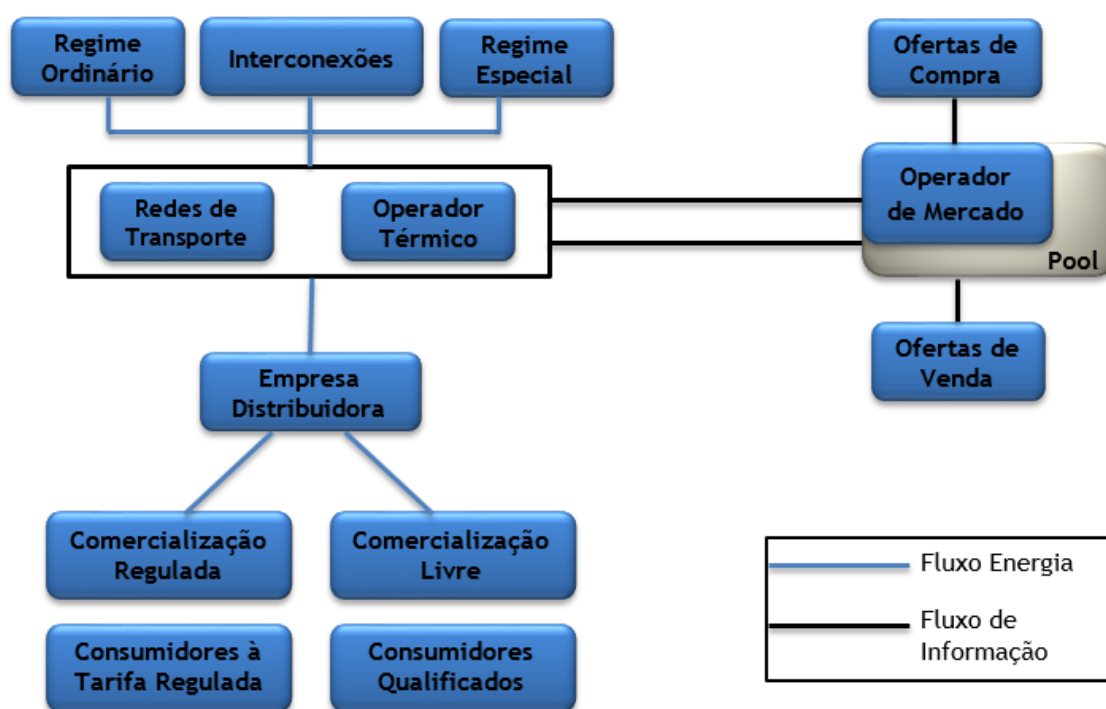 Regime
Ordinário
Interconexões
Regime
Especial
Ofertas de
Compra
Redes de
Transporte
Operador
Térmico
Operador
de Mercado
Pool
Empresa
Distribuidora
Ofertas de
Venda
Comercialização
Regulada
Comercialização
Livre
Consumidores à
Tarifa Regulada
Consumidores
Qualificados
Fluxo Energia
Fluxo de
Informação